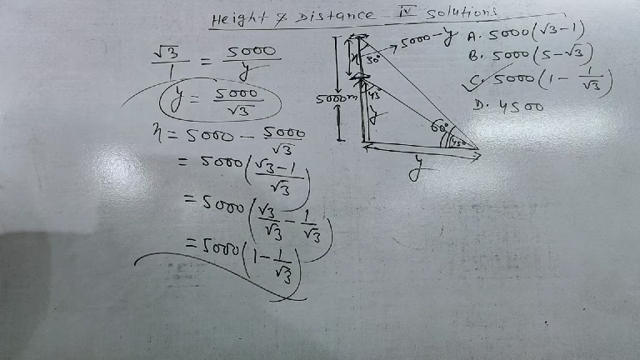 Height & Distance IV Solutions
√3/1 = 5000/y
y = 5000/√3
x = 5000 - 5000/√3
= 5000(√3-1/√3)
= 5000(√3/√3 - 1/√3)
= 5000(1 - 1/√3)
5000-y
30°
x
5000m
45°
y
60°
45°
y
A. 5000(√3-1)
B. 5000(5-√3)
C. 5000(1 - 1/√3)
D. 4500